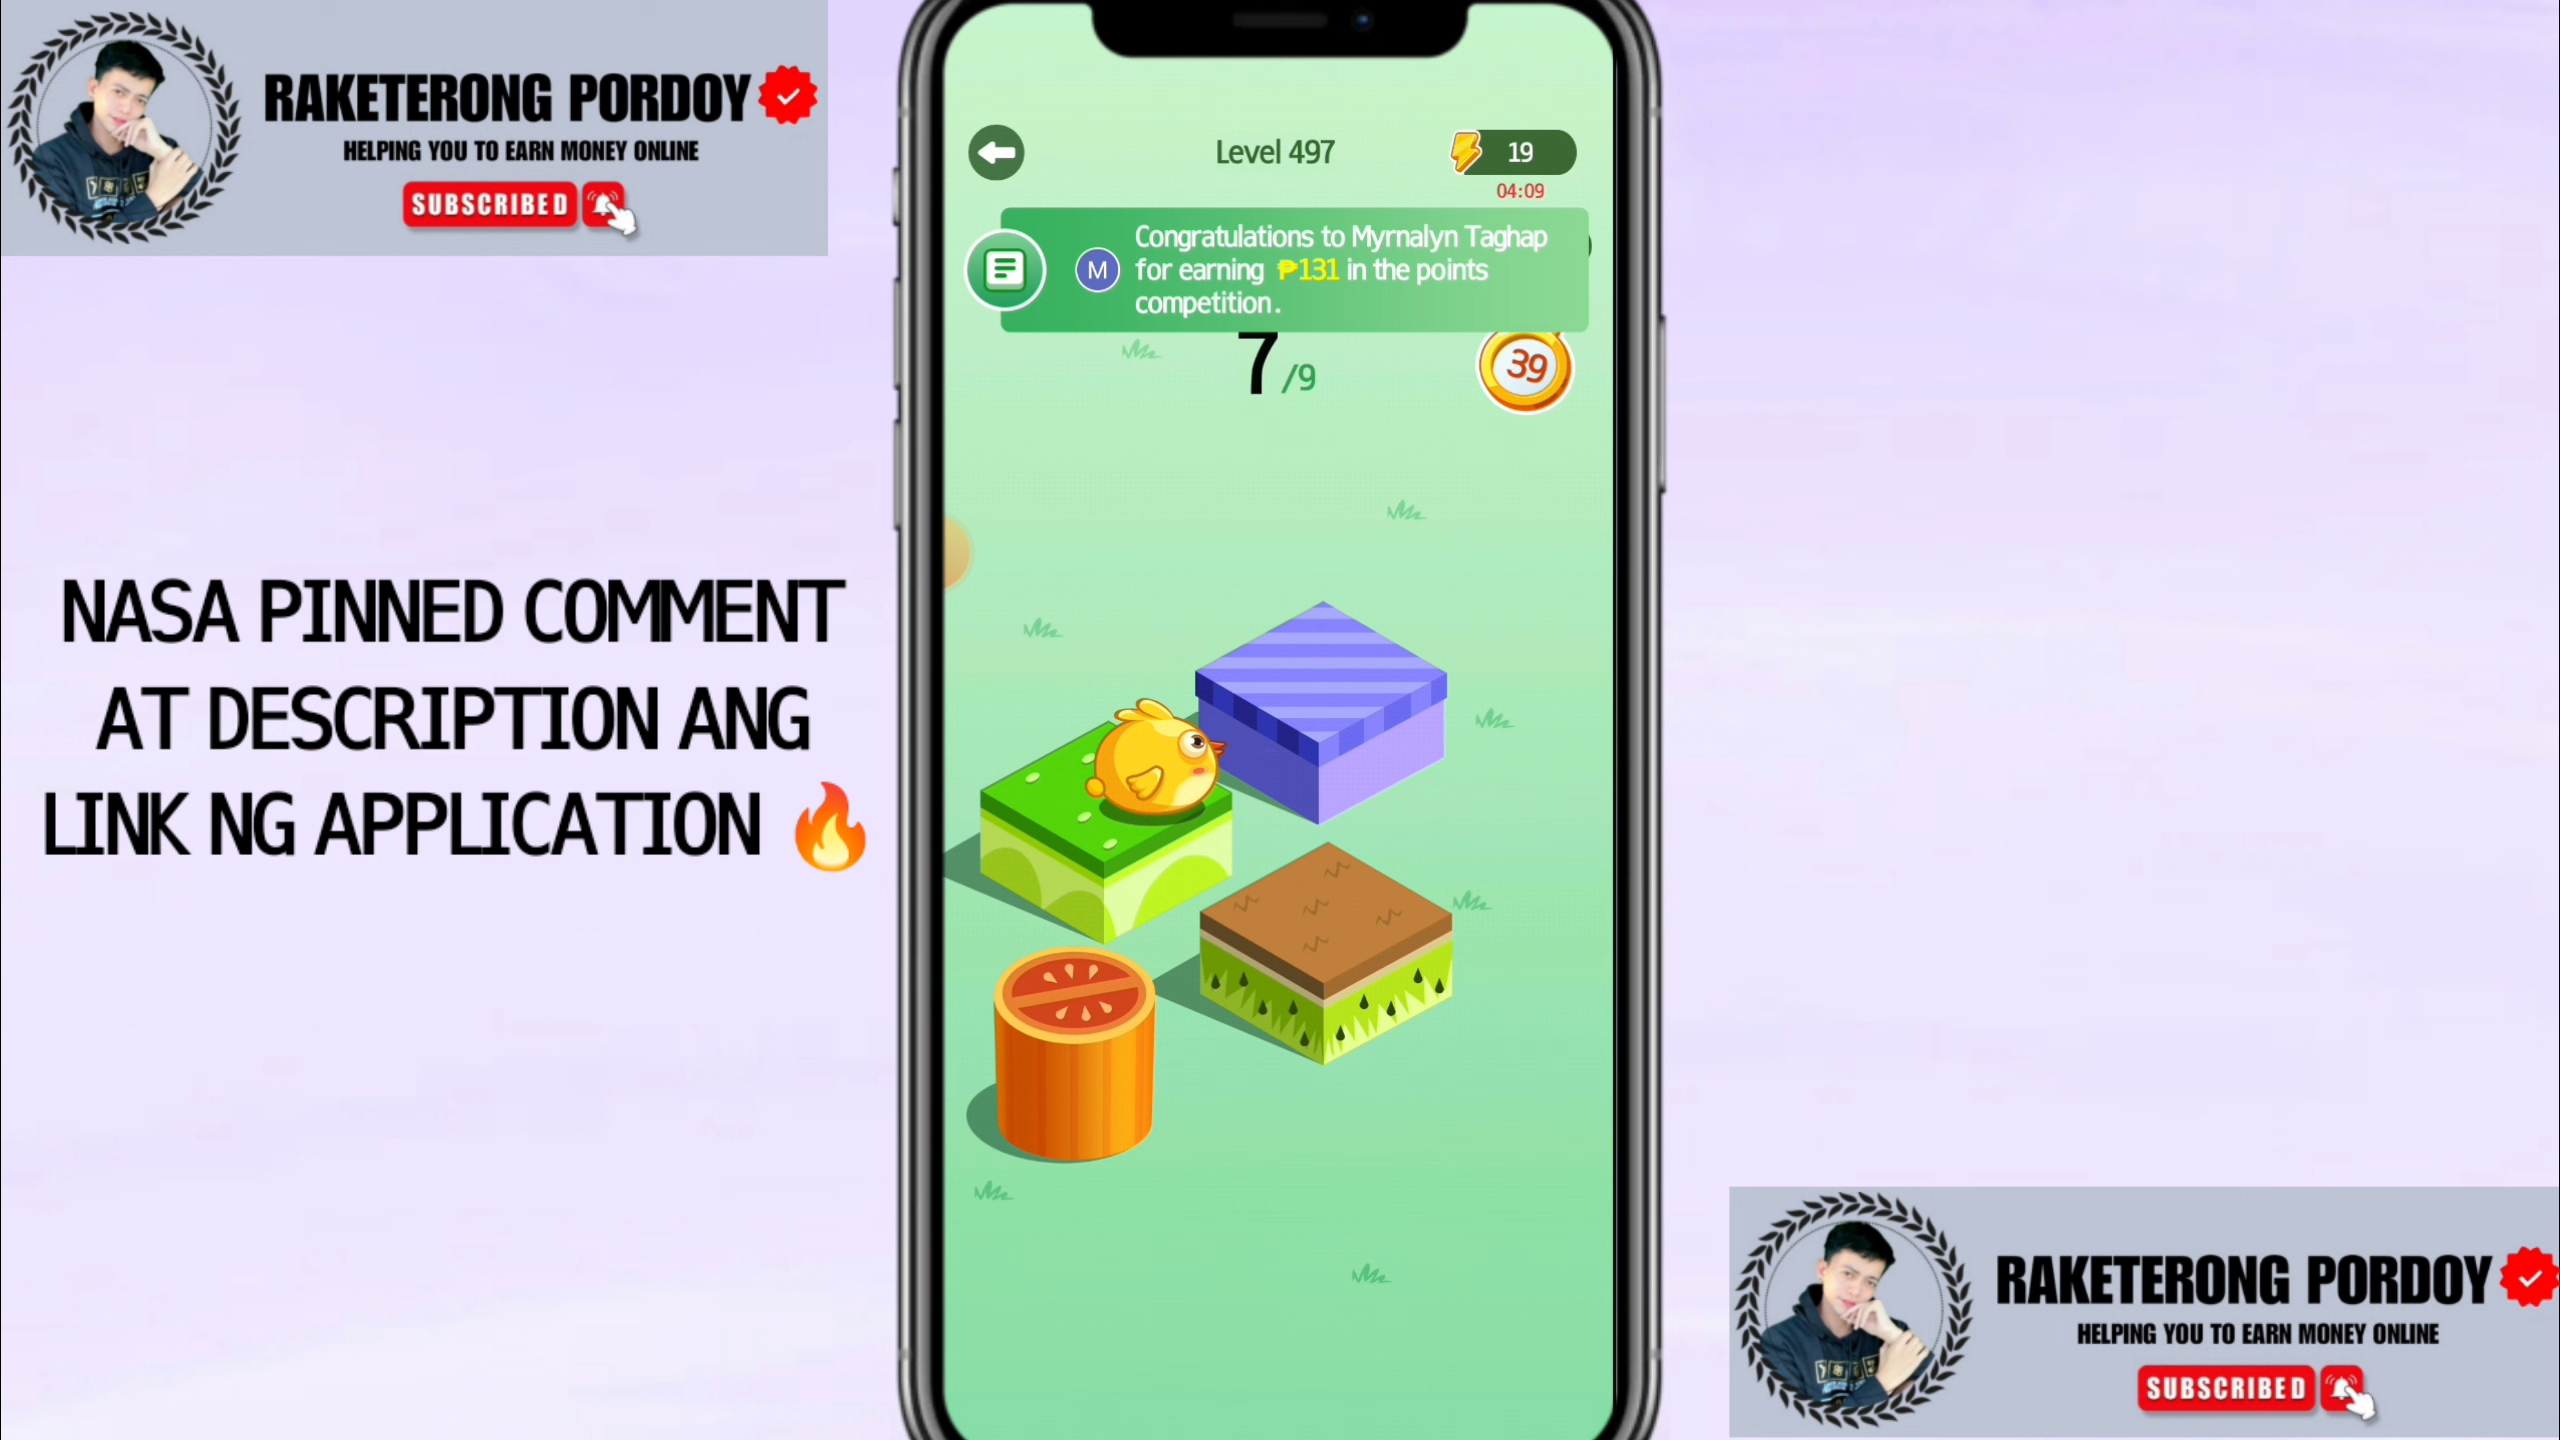 RAKETERONG PORDOY
HELPING YOU TO EARN MONEY ONLINE
SUBSCRIBED
Level 497
19
04:09
M
Congratulations to Myrnalyn Taghap
for earning ₱131 in the points
competition.
7/9
39
NASA PINNED COMMENT
AT DESCRIPTION ANG
LINK NG APPLICATION 🔥
RAKETERONG PORDOY
HELPING YOU TO EARN MONEY ONLINE
SUBSCRIBED